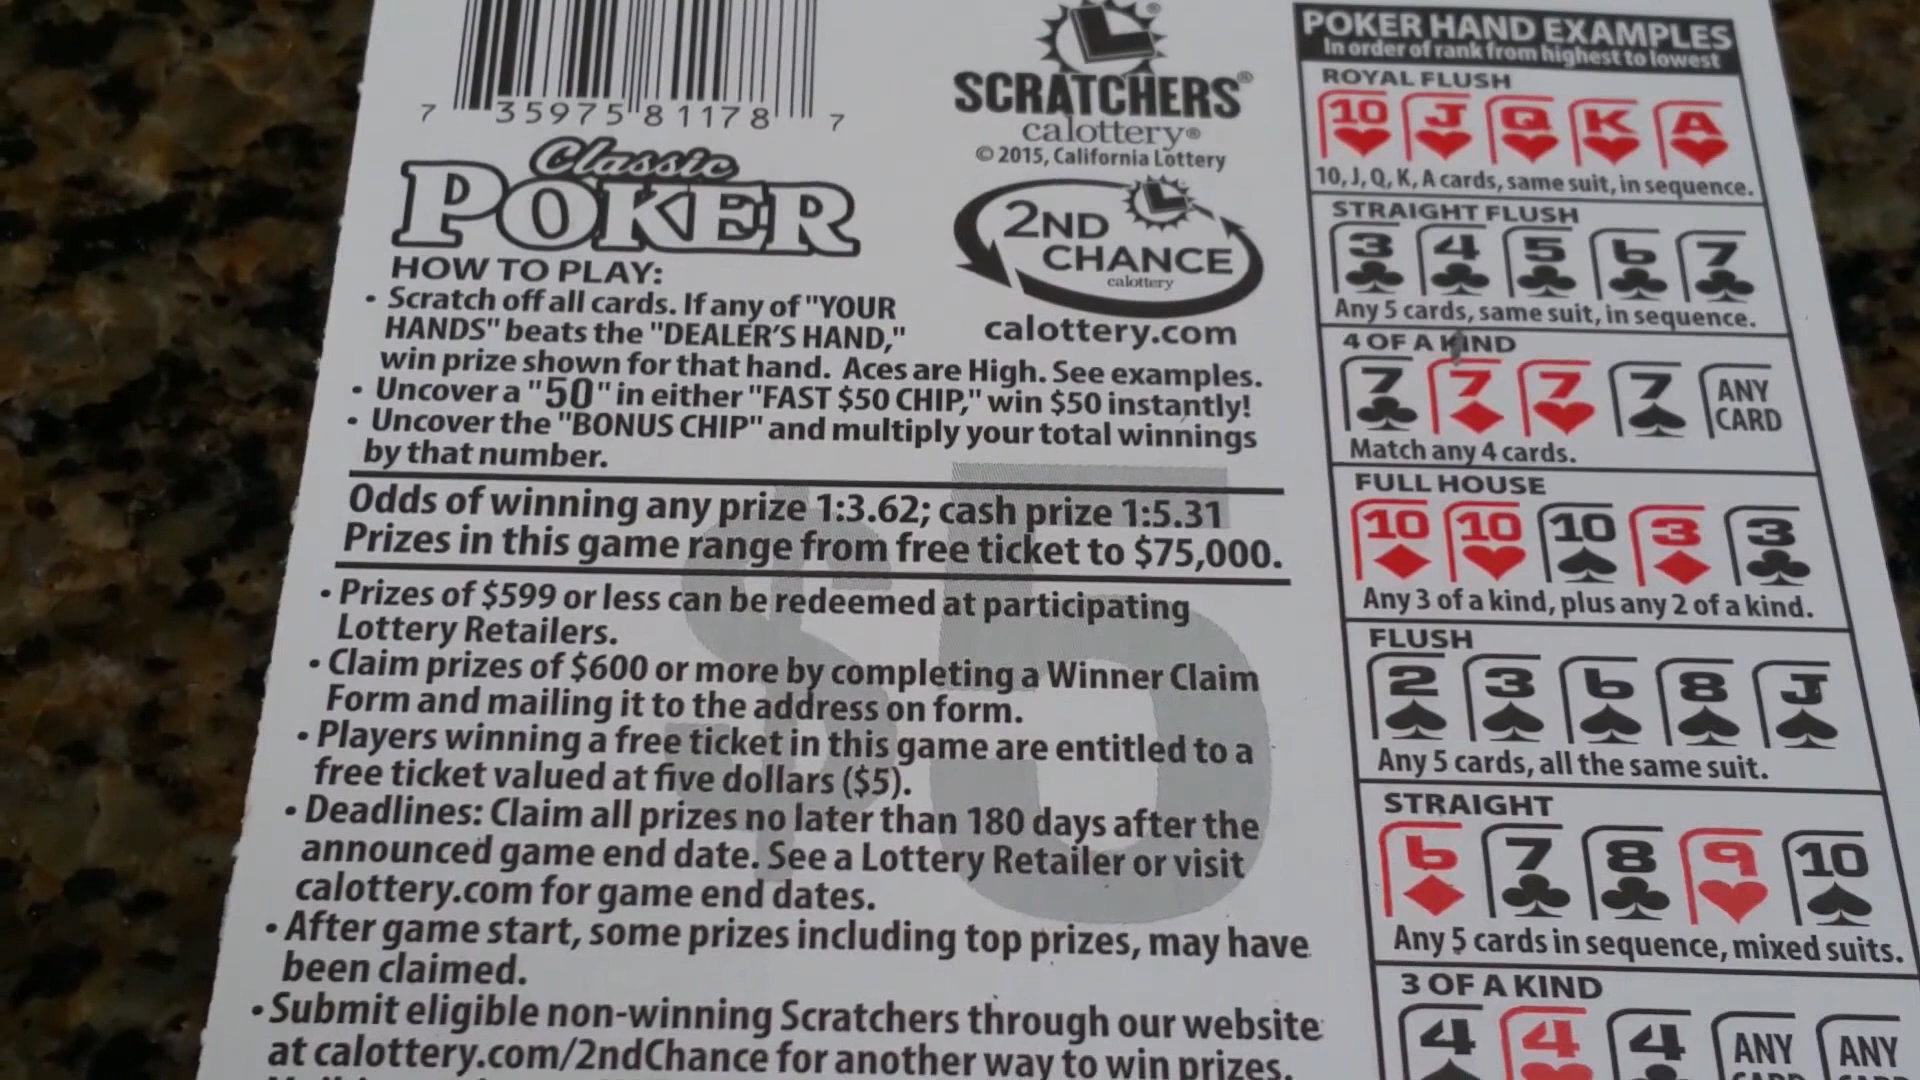 7 35975 81178 7
Classic
POKER
HOW TO PLAY:
• Scratch off all cards. If any of "YOUR
HANDS" beats the "DEALER'S HAND,"
win prize shown for that hand. Aces are High. See examples.
• Uncover a "50" in either "FAST $50 CHIP," win $50 instantly!
• Uncover the "BONUS CHIP" and multiply your total winnings
by that number.
SCRATCHERS®
calottery®
© 2015, California Lottery
2ND
CHANCE
calottery
calottery.com
$5
Odds of winning any prize 1:3.62; cash prize 1:5.31
Prizes in this game range from free ticket to $75,000.
• Prizes of $599 or less can be redeemed at participating
Lottery Retailers.
• Claim prizes of $600 or more by completing a Winner Claim
Form and mailing it to the address on form.
• Players winning a free ticket in this game are entitled to a
free ticket valued at five dollars ($5).
• Deadlines: Claim all prizes no later than 180 days after the
announced game end date. See a Lottery Retailer or visit
calottery.com for game end dates.
• After game start, some prizes including top prizes, may have
been claimed.
• Submit eligible non-winning Scratchers through our website
at calottery.com/2ndChance for another way to win prizes.
POKER HAND EXAMPLES
In order of rank from highest to lowest
ROYAL FLUSH
10 J Q K A
10, J, Q, K, A cards, same suit, in sequence.
STRAIGHT FLUSH
3 4 5 6 7
Any 5 cards, same suit, in sequence.
4 OF A KIND
7 7 7 7 ANY
CARD
Match any 4 cards.
FULL HOUSE
10 10 10 3 3
Any 3 of a kind, plus any 2 of a kind.
FLUSH
2 3 6 8 J
Any 5 cards, all the same suit.
STRAIGHT
6 7 8 9 10
Any 5 cards in sequence, mixed suits.
3 OF A KIND
4 4 4 ANY ANY